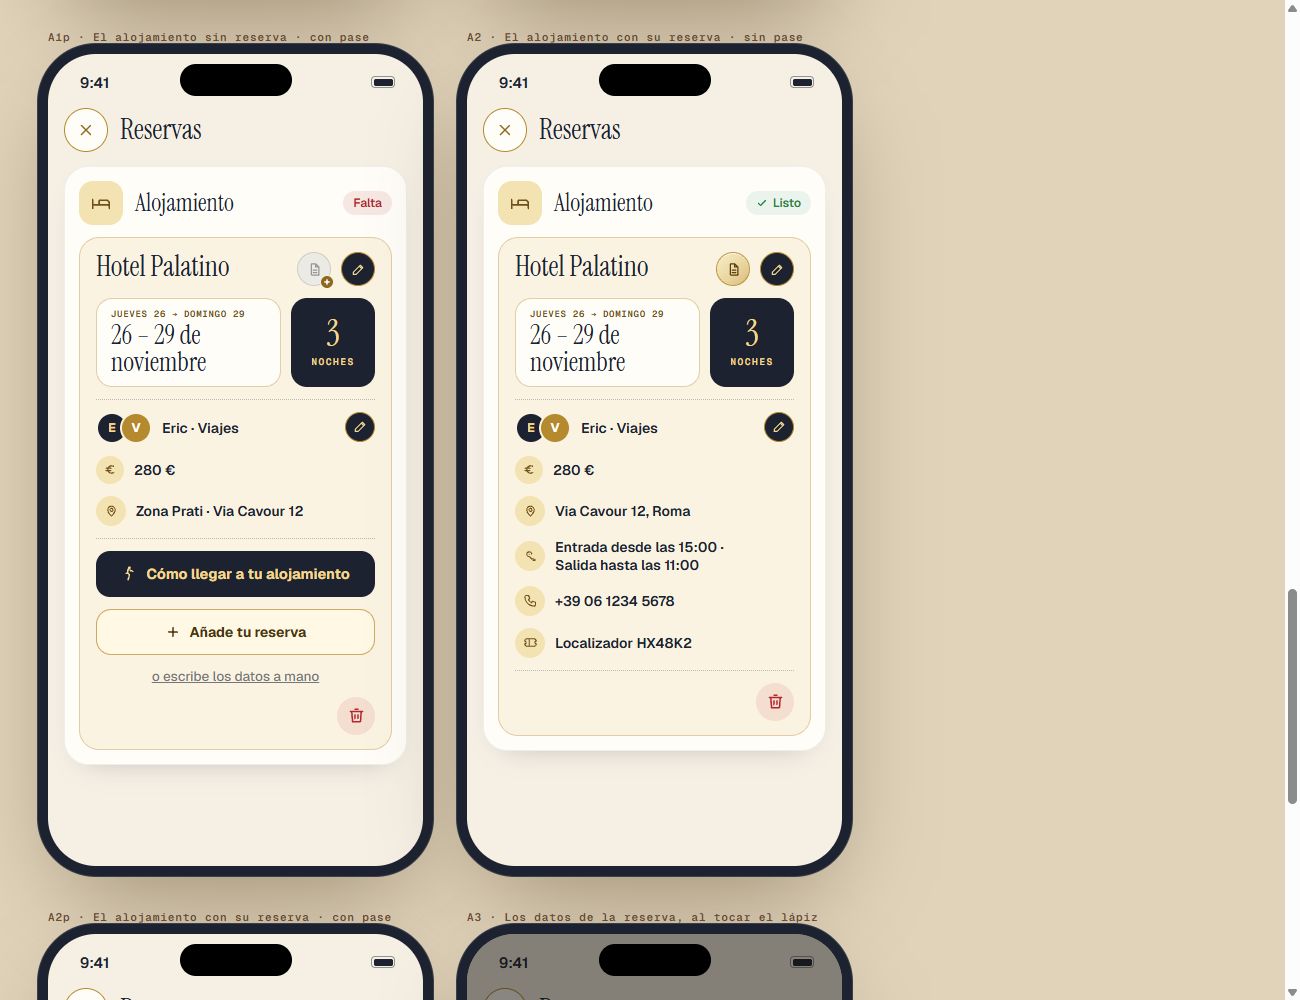 A1p · El alojamiento sin reserva · con pase
9:41
Reservas
Alojamiento
Falta
Hotel Palatino
JUEVES 26 → DOMINGO 29
26 – 29 de
noviembre
3
NOCHES
E V Eric · Viajes
€ 280 €
Zona Prati · Via Cavour 12
Cómo llegar a tu alojamiento
+ Añade tu reserva
o escribe los datos a mano
A2 · El alojamiento con su reserva · sin pase
9:41
Reservas
Alojamiento
✓ Listo
Hotel Palatino
JUEVES 26 → DOMINGO 29
26 – 29 de
noviembre
3
NOCHES
E V Eric · Viajes
€ 280 €
Via Cavour 12, Roma
Entrada desde las 15:00 ·
Salida hasta las 11:00
+39 06 1234 5678
Localizador HX48K2
A2p · El alojamiento con su reserva · con pase
9:41
A3 · Los datos de la reserva, al tocar el lápiz
9:41